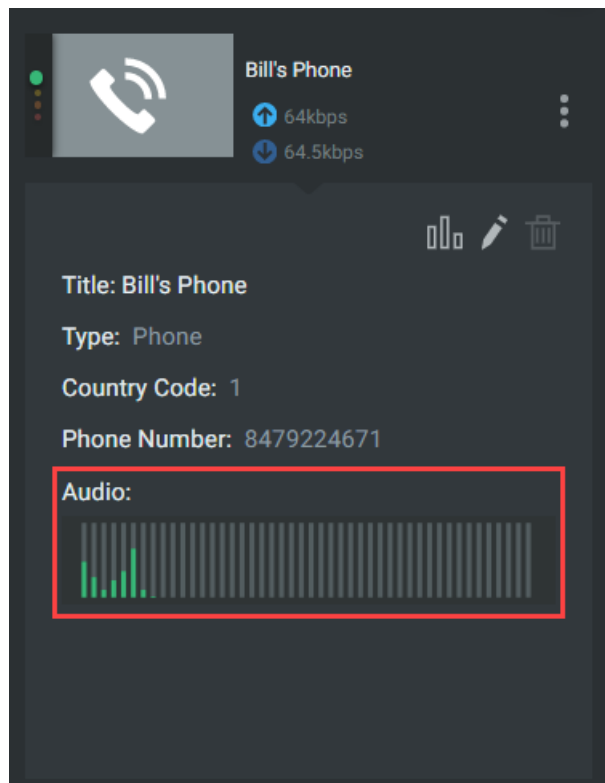 Bill's Phone
64kbps
64.5kbps
Title: Bill's Phone
Type: Phone
Country Code: 1
Phone Number: 8479224671
Audio: